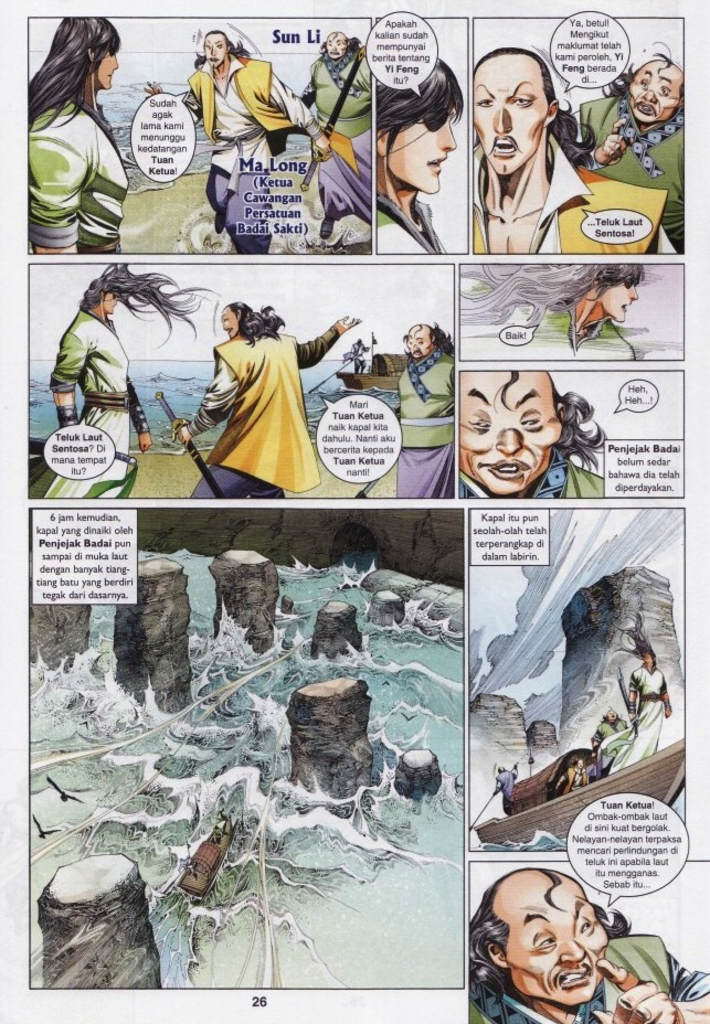 Sun Li
Sudah agak
lama kami
menunggu
kedatangan
Tuan
Ketua!
Ma Long
(Ketua
Cawangan
Persatuan
Badai Sakti)
Apakah
kalian sudah
mempunyai
berita
tentang
Yi Feng
itu?
Ya, betul!
Mengikut
maklumat telah
kami peroleh, Yi
Feng berada
di...
...Teluk Laut
Sentosa!
Teluk Laut
Sentosa? Di
mana tempat
itu?
Mari
Tuan Ketua
naik kapal kita
dahulu. Nanti aku
bercerita kepada
Tuan Ketua
nanti!
Baik!
Heh,
Heh...!
Penjejak Badai
belum sedar
bahawa dia telah
diperdayakan.
6 jam kemudian,
kapal yang dinaiki oleh
Penjejak Badai pun
sampai di muka laut
dengan banyak tiang-
tiang batu yang berdiri
tegak dari dasarnya.
Kapal itu pun
seolah-olah telah
terperangkap di
dalam labirin.
Tuan Ketua!
Ombak-ombak
di sini kuat bergolak.
Nelayan-nelayan terpaksa
mencari perlindungan di
teluk ini apabila laut
itu mengganas.
Sebab itu...
26